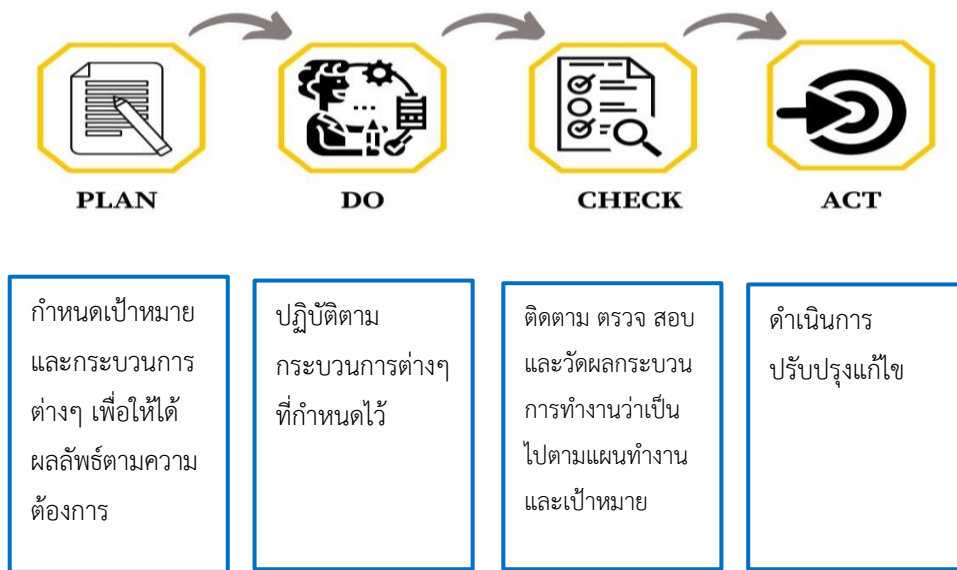 PLAN
DO
CHECK
ACT
กำหนดเป้าหมาย
และกระบวนการ
ต่างๆ เพื่อให้ได้
ผลลัพธ์ตามความ
ต้องการ
ปฏิบัติตาม
กระบวนการต่างๆ
ที่กำหนดไว้
ติดตาม ตรวจ สอบ
และวัดผลกระบวน
การทำงานว่าเป็น
ไปตามแผนทำงาน
และเป้าหมาย
ดำเนินการ
ปรับปรุงแก้ไข